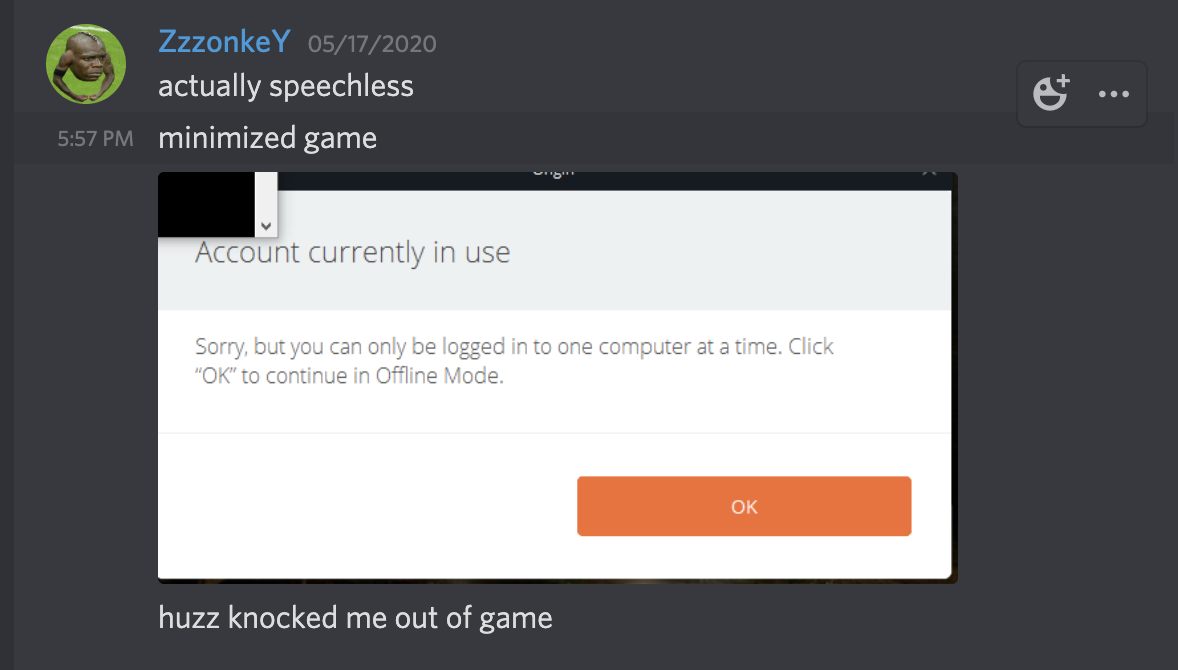 ZzzonkeY 05/17/2020
actually speechless
5:57 PM minimized game
Origin
Account currently in use
Sorry, but you can only be logged in to one computer at a time. Click
“OK” to continue in Offline Mode.
OK
huzz knocked me out of game